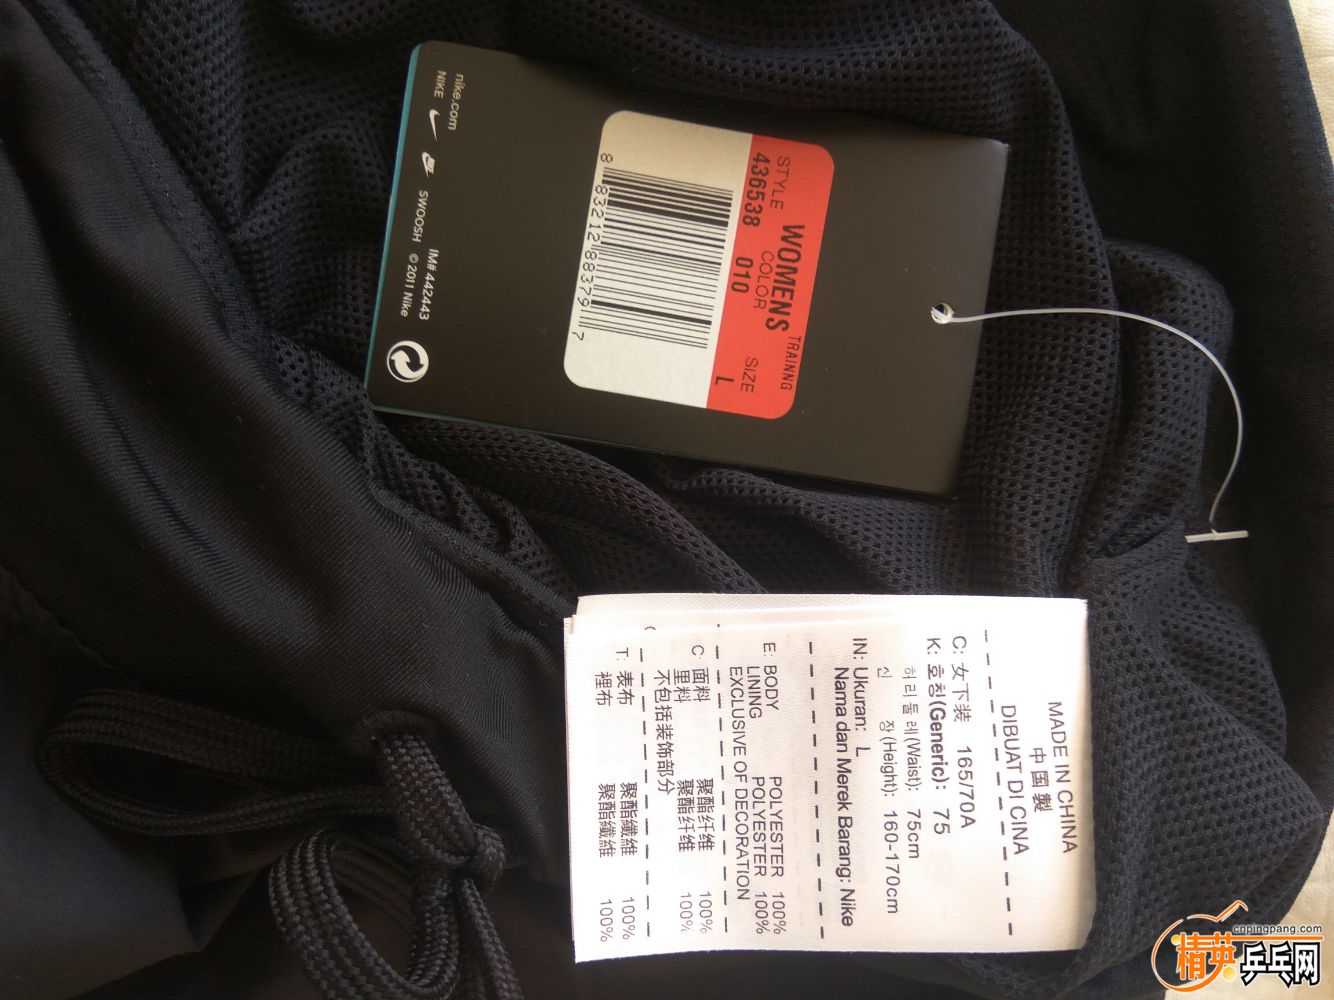 WOMENS TRAINNG
STYLE COLOR SIZE
436538 010 L
8 83212 88379 7
IM# 442443
nike.com SWOOSH © 2011 Nike
NIKE
MADE IN CHINA
中国製
DIBUAT DI CINA
C: 女下装 165/70A
K: 호칭(Generic): 75
허리둘레(Waist): 75cm
신 장(Height): 160-170cm
IN: Ukuran: L
Nama dan Merek Barang: Nike
E: BODY POLYESTER 100%
LINING POLYESTER 100%
EXCLUSIVE OF DECORATION
C: 面料 聚酯纤维 100%
里料 聚酯纤维 100%
不包括装饰部分
T: 表布 聚酯纖維 100%
裡布 聚酯纖維 100%
cnpingpang.com
精英乒乓网